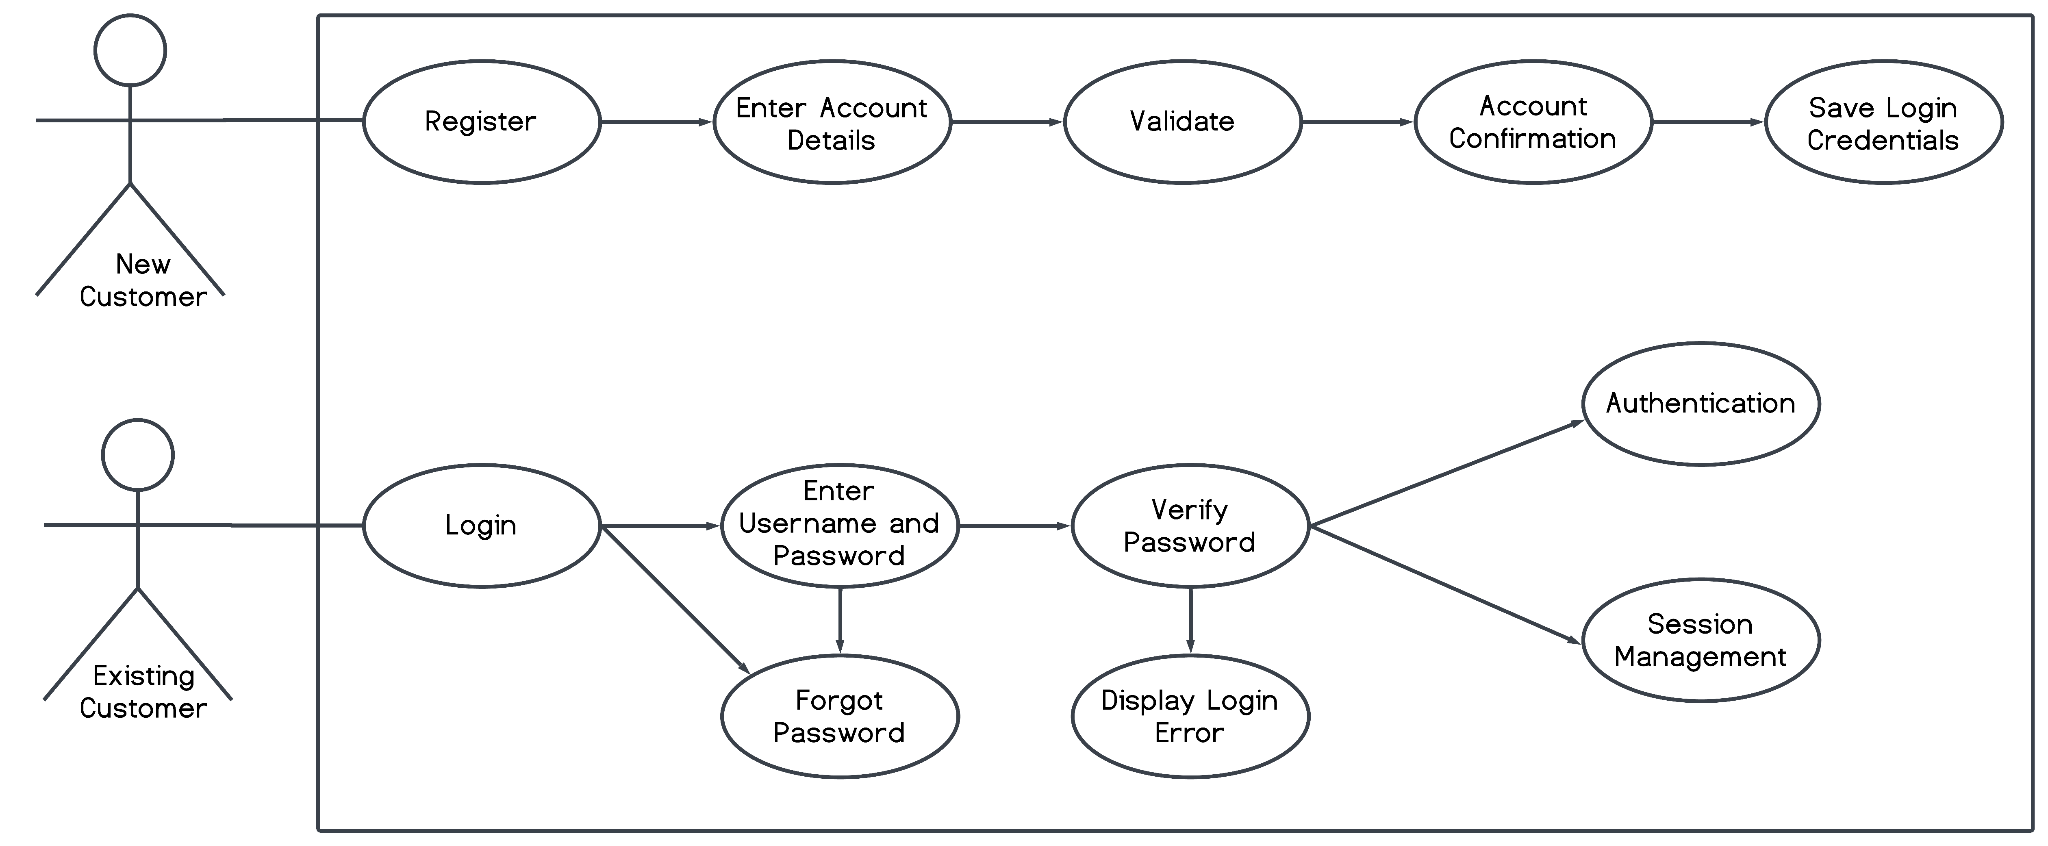 Register
Enter Account
Details
Validate
Account
Confirmation
Save Login
Credentials
New
Customer
Authentication
Login
Enter
Username and
Password
Verify
Password
Session
Management
Existing
Customer
Forgot
Password
Display Login
Error